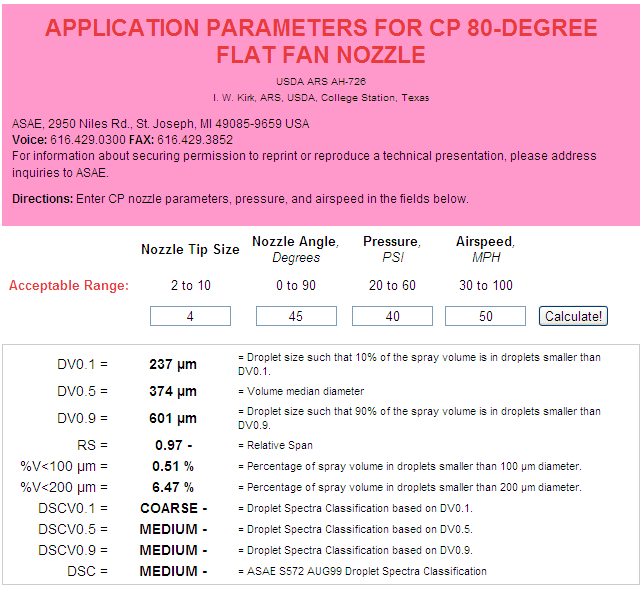 APPLICATION PARAMETERS FOR CP 80-DEGREE
FLAT FAN NOZZLE
USDA ARS AH-726
I. W. Kirk, ARS, USDA, College Station, Texas
ASAE, 2950 Niles Rd., St. Joseph, MI 49085-9659 USA
Voice: 616.429.0300 FAX: 616.429.3852
For information about securing permission to reprint or reproduce a technical presentation, please address
inquiries to ASAE.
Directions: Enter CP nozzle parameters, pressure, and airspeed in the fields below.
Nozzle Tip Size Nozzle Angle, Degrees Pressure, PSI Airspeed, MPH
Acceptable Range: 2 to 10 0 to 90 20 to 60 30 to 100
4 45 40 50 Calculate!
DV0.1 = 237 µm = Droplet size such that 10% of the spray volume is in droplets smaller than
DV0.1.
DV0.5 = 374 µm = Volume median diameter
DV0.9 = 601 µm = Droplet size such that 90% of the spray volume is in droplets smaller than
DV0.9.
RS = 0.97 - = Relative Span
%V<100 µm = 0.51 % = Percentage of spray volume in droplets smaller than 100 µm diameter.
%V<200 µm = 6.47 % = Percentage of spray volume in droplets smaller than 200 µm diameter.
DSCV0.1 = COARSE - = Droplet Spectra Classification based on DV0.1.
DSCV0.5 = MEDIUM - = Droplet Spectra Classification based on DV0.5.
DSCV0.9 = MEDIUM - = Droplet Spectra Classification based on DV0.9.
DSC = MEDIUM - = ASAE S572 AUG99 Droplet Spectra Classification